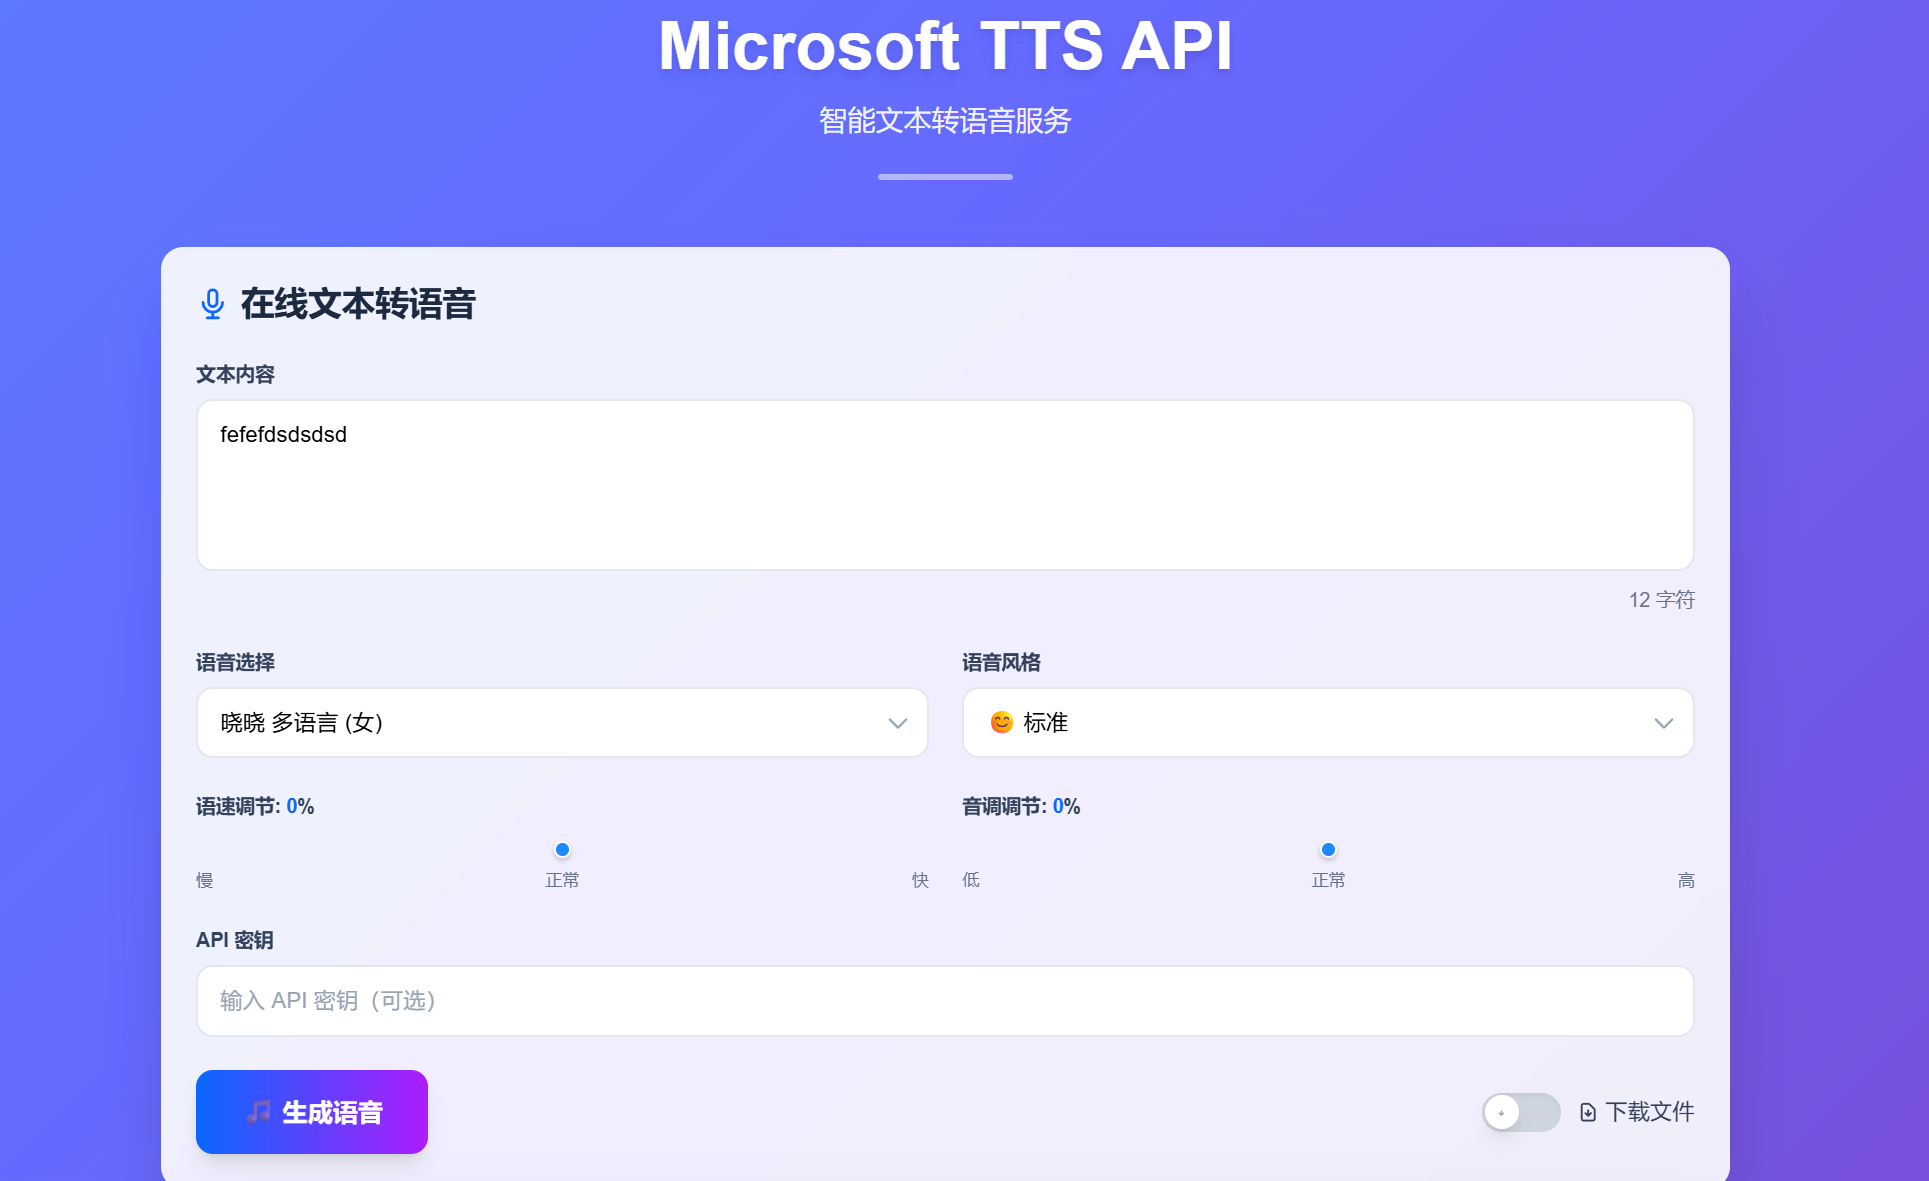 Microsoft TTS API
智能文本转语音服务
在线文本转语音
文本内容
fefefdsdsdsd
12 字符
语音选择
语音风格
晓晓 多语言 (女)
😊 标准
语速调节: 0%
音调调节: 0%
慢 正常 快
低 正常 高
API 密钥
输入 API 密钥（可选）
🎵 生成语音
下载文件